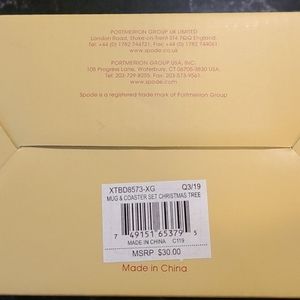 PORTMEIRION GROUP UK LIMITED
London Road, Stoke-on-Trent ST4 7QQ England
Tel: +44 (0) 1782 744721, Fax: +44 (0) 1782 744061
www.spode.co.uk
PORTMEIRION GROUP USA, INC.
105 Progress Lane, Waterbury, CT 06705-3830 USA
Tel: 203-729-8255, Fax: 203-573-9561
www.spode.com
Spode is a registered trade mark of Portmeirion Group
XTBD8573-XG Q3/19
MUG & COASTER SET CHRISTMAS TREE
7 49151 65379 5
MADE IN CHINA C119
MSRP $30.00
Made in China